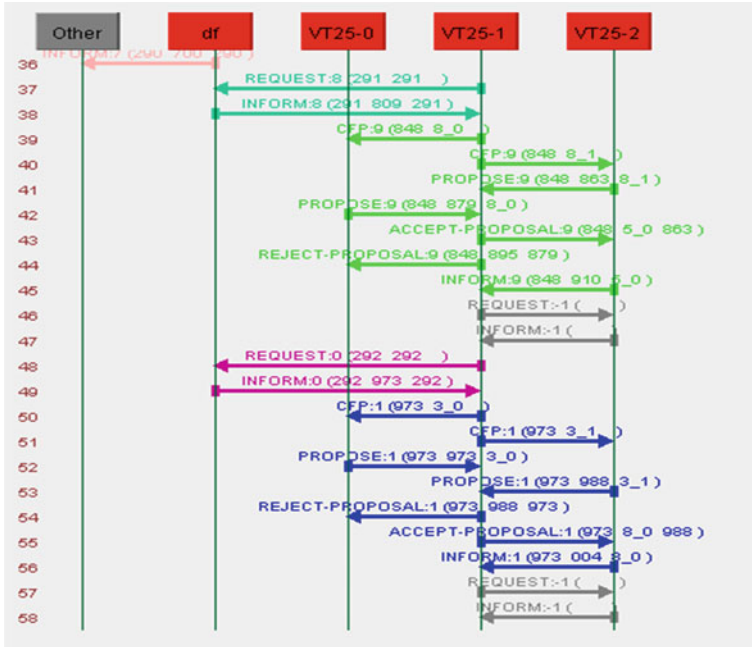 Other df VT25-0 VT25-1 VT25-2
INFORM:7 (290 760 290)
36
REQUEST:8 (291 291 )
37
INFORM:8 (291 809 291)
38
CFP:9 (848 8_0 )
39
CFP:9 (848 8_1 )
40
PROPOSE:9 (848 863 8_1 )
41
PROPOSE:9 (848 879 8_0 )
42
ACCEPT-PROPOSAL:9 (848 5_0 863 )
43
REJECT-PROPOSAL:9 (848 895 879 )
44
INFORM:9 (848 910 5_0 )
45
REQUEST:-1 ( )
46
INFORM:-1 ( )
47
REQUEST:0 (292 292 )
48
INFORM:0 (292 973 292 )
49
CFP:1 (973 3_0 )
50
CFP:1 (973 3_1 )
51
PROPOSE:1 (973 973 3_0 )
52
PROPOSE:1 (973 988 3_1 )
53
REJECT-PROPOSAL:1 (973 988 973 )
54
ACCEPT-PROPOSAL:1 (973 8_0 988 )
55
INFORM:1 (973 004 8_0 )
56
REQUEST:-1 ( )
57
INFORM:-1 ( )
58